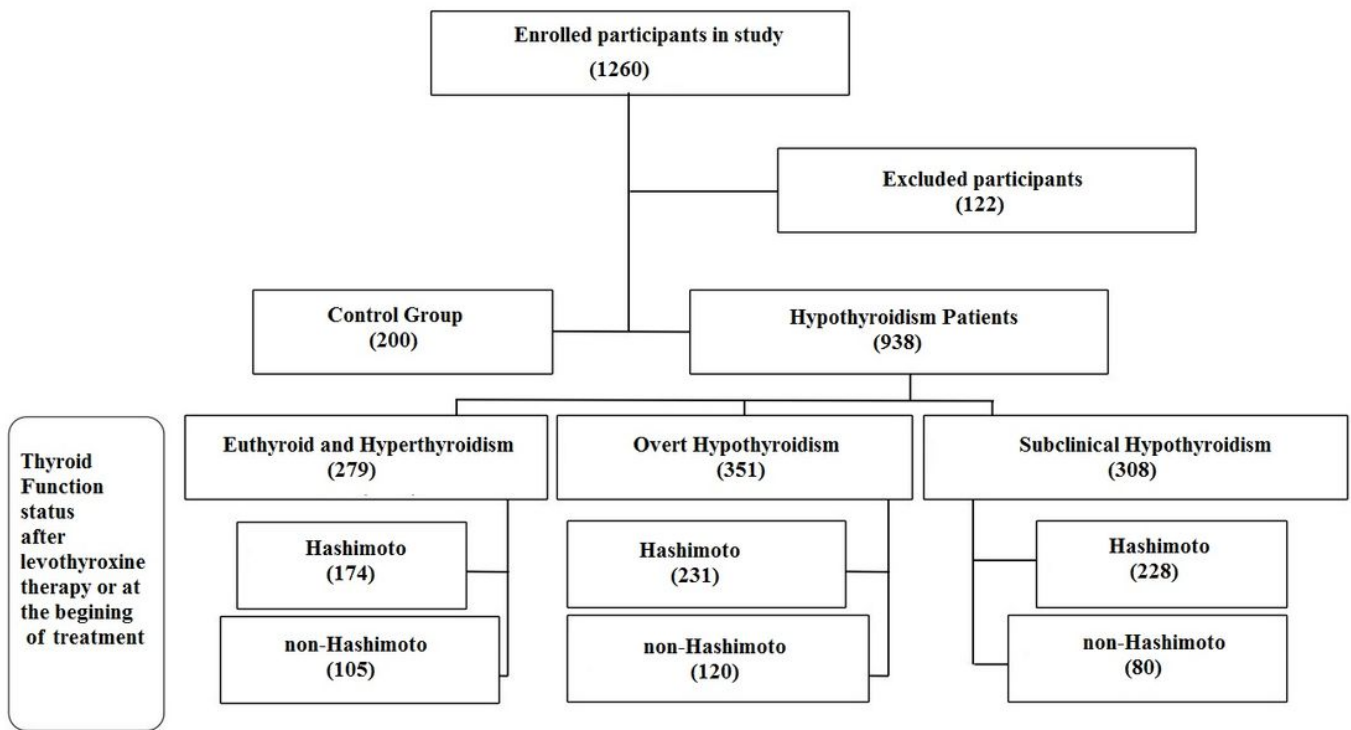 Enrolled participants in study
(1260)
Excluded participants
(122)
Control Group
(200)
Hypothyroidism Patients
(938)
Thyroid
Function
status
after
levothyroxine
therapy or at
the begining
of treatment
Euthyroid and Hyperthyroidism
(279)
Overt Hypothyroidism
(351)
Subclinical Hypothyroidism
(308)
Hashimoto
(174)
Hashimoto
(231)
Hashimoto
(228)
non-Hashimoto
(105)
non-Hashimoto
(120)
non-Hashimoto
(80)